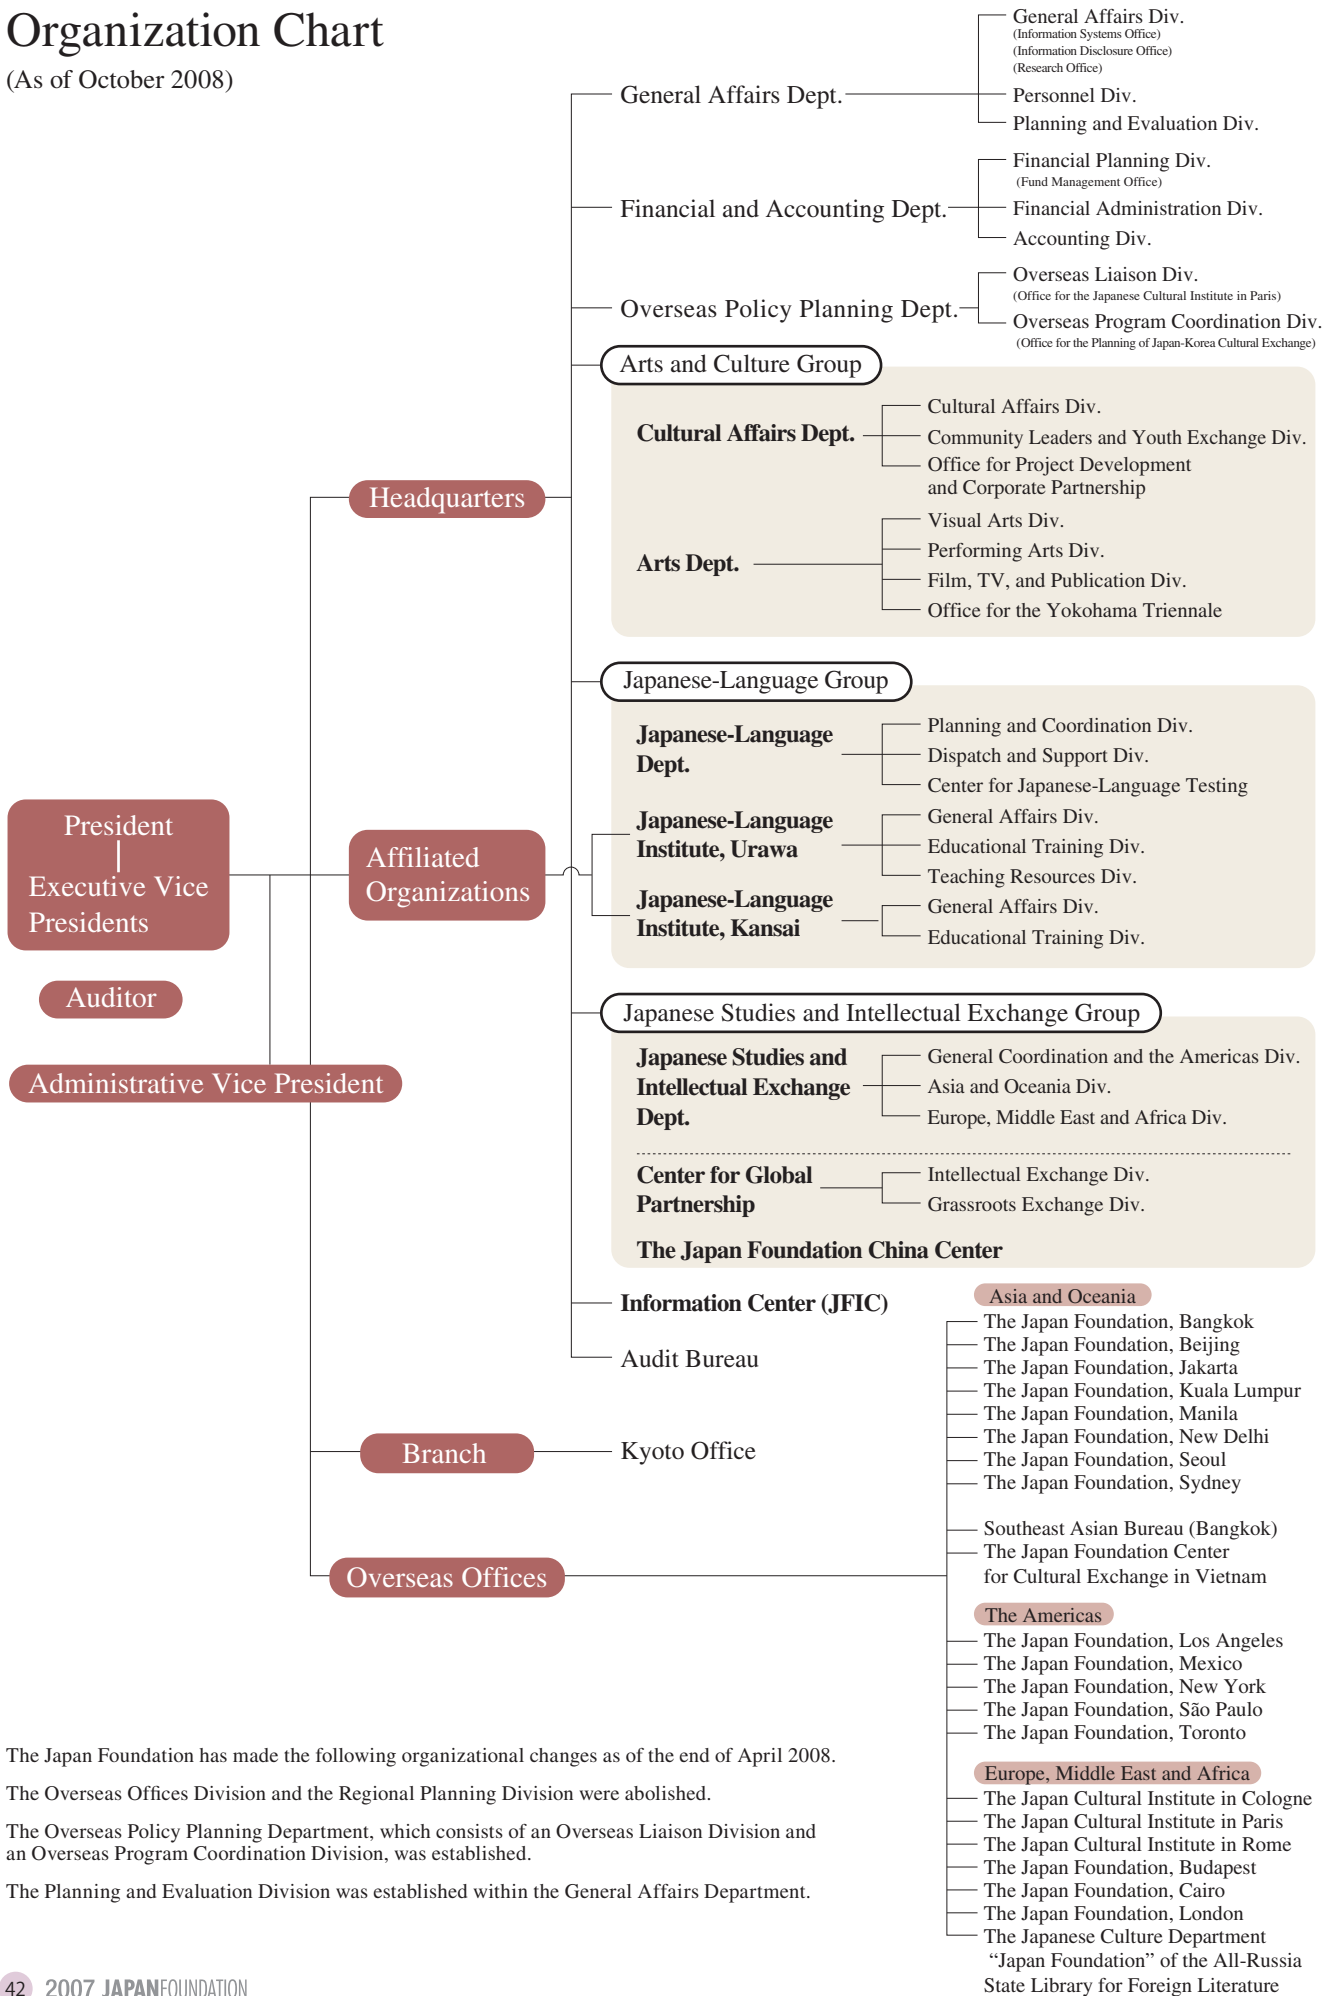 Organization Chart
(As of October 2008)
General Affairs Dept.
General Affairs Div.
(Information Systems Office)
(Information Disclosure Office)
(Research Office)
Personnel Div.
Planning and Evaluation Div.
Financial and Accounting Dept.
Financial Planning Div.
(Fund Management Office)
Financial Administration Div.
Accounting Div.
Overseas Policy Planning Dept.
Overseas Liaison Div.
(Office for the Japanese Cultural Institute in Paris)
Overseas Program Coordination Div.
(Office for the Planning of Japan-Korea Cultural Exchange)
Arts and Culture Group
Cultural Affairs Dept.
Cultural Affairs Div.
Community Leaders and Youth Exchange Div.
Office for Project Development
and Corporate Partnership
Headquarters
Arts Dept.
Visual Arts Div.
Performing Arts Div.
Film, TV, and Publication Div.
Office for the Yokohama Triennale
Japanese-Language Group
Japanese-Language
Dept.
Planning and Coordination Div.
Dispatch and Support Div.
Center for Japanese-Language Testing
President
Executive Vice
Presidents
Affiliated
Organizations
Japanese-Language
Institute, Urawa
General Affairs Div.
Educational Training Div.
Teaching Resources Div.
Japanese-Language
Institute, Kansai
General Affairs Div.
Educational Training Div.
Auditor
Administrative Vice President
Japanese Studies and Intellectual Exchange Group
Japanese Studies and
Intellectual Exchange
Dept.
General Coordination and the Americas Div.
Asia and Oceania Div.
Europe, Middle East and Africa Div.
Center for Global
Partnership
Intellectual Exchange Div.
Grassroots Exchange Div.
The Japan Foundation China Center
Information Center (JFIC)
Audit Bureau
Branch
Kyoto Office
Overseas Offices
Asia and Oceania
The Japan Foundation, Bangkok
The Japan Foundation, Beijing
The Japan Foundation, Jakarta
The Japan Foundation, Kuala Lumpur
The Japan Foundation, Manila
The Japan Foundation, New Delhi
The Japan Foundation, Seoul
The Japan Foundation, Sydney
Southeast Asian Bureau (Bangkok)
The Japan Foundation Center
for Cultural Exchange in Vietnam
The Americas
The Japan Foundation, Los Angeles
The Japan Foundation, Mexico
The Japan Foundation, New York
The Japan Foundation, São Paulo
The Japan Foundation, Toronto
Europe, Middle East and Africa
The Japan Cultural Institute in Cologne
The Japan Cultural Institute in Paris
The Japan Cultural Institute in Rome
The Japan Foundation, Budapest
The Japan Foundation, Cairo
The Japan Foundation, London
The Japanese Culture Department
“Japan Foundation” of the All-Russia
State Library for Foreign Literature
The Japan Foundation has made the following organizational changes as of the end of April 2008.
The Overseas Offices Division and the Regional Planning Division were abolished.
The Overseas Policy Planning Department, which consists of an Overseas Liaison Division and
an Overseas Program Coordination Division, was established.
The Planning and Evaluation Division was established within the General Affairs Department.
42 2007 JAPANFOUNDATION